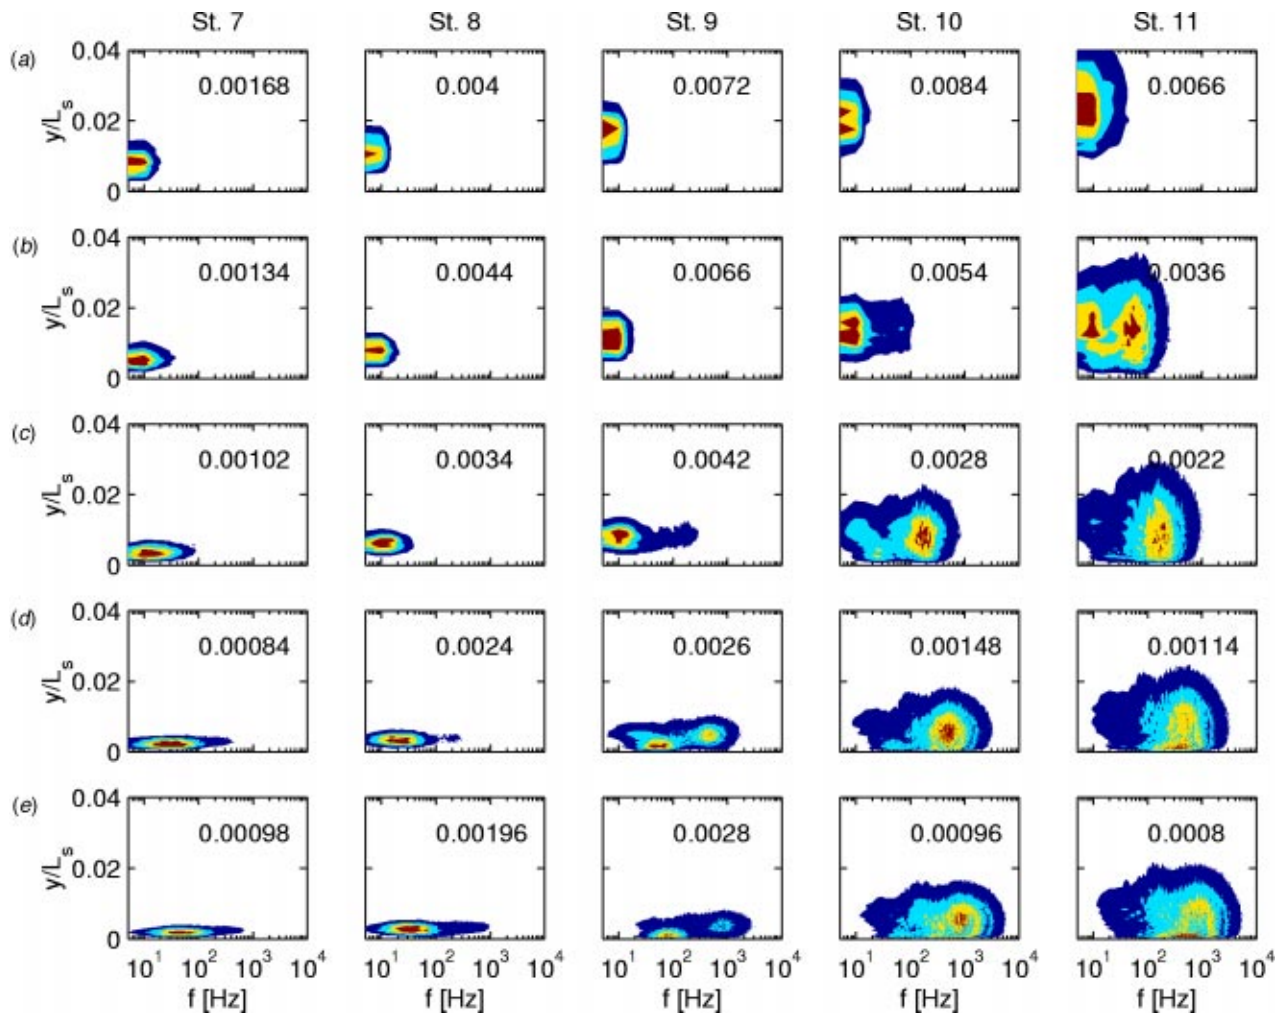 St. 7 St. 8 St. 9 St. 10 St. 11
(a) y/Ls 0.04 0.02 0 0.00168 0.004 0.0072 0.0084 0.0066
(b) y/Ls 0.04 0.02 0 0.00134 0.0044 0.0066 0.0054 0.0036
(c) y/Ls 0.04 0.02 0 0.00102 0.0034 0.0042 0.0028 0.0022
(d) y/Ls 0.04 0.02 0 0.00084 0.0024 0.0026 0.00148 0.00114
(e) y/Ls 0.04 0.02 0 0.00098 0.00196 0.0028 0.00096 0.0008
10¹ 10² 10³ 10⁴ 10¹ 10² 10³ 10⁴ 10¹ 10² 10³ 10⁴ 10¹ 10² 10³ 10⁴ 10¹ 10² 10³ 10⁴
f [Hz] f [Hz] f [Hz] f [Hz] f [Hz]